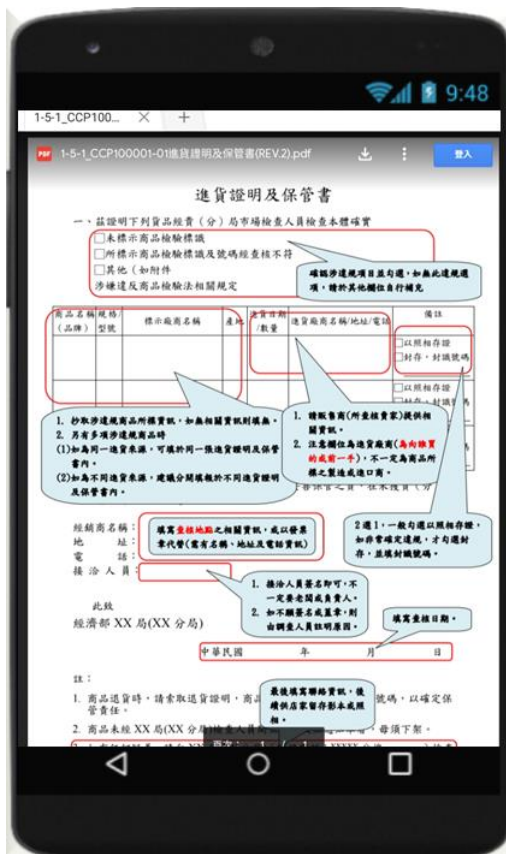 9:48
1-5-1_CCP100...
1-5-1_CCP100001-01進貨證明及保管書(REV.2).pdf
登入
進貨證明及保管書
一、茲證明下列貨品經貴（分）局市場檢查人員檢查本體確實
□未標示商品檢驗標識
□所標示商品檢驗標識及號碼經查核不符
□其他（如附件
涉嫌違反商品檢驗法相關規定
確認涉違規項目並勾選，如無此違規選項，請於其他欄位自行補充
商品名稱（品牌）
規格/型號
標示廠商名稱
產地
進貨日期/數量
進貨廠商名稱/地址/電話
備註
□以照相存證
□封存，封識號碼
□以照相存證
1. 抄取涉違規商品所標資訊，如無相關資訊則填無。
2. 另有多項涉違規商品時
(1)如為同一進貨來源，可填於同一張進貨證明及保管書內。
(2)如為不同進貨來源，建議分開填報於不同進貨證明及保管書內。
1. 請販售商(所查核賣家)提供相關資訊。
2. 注意欄位為進貨廠商(為向誰買的或前一手)，不一定為商品所標之製造或進口商。
2選1，一般勾選以照相存證，如非常確定違規，才勾選封存，並填封識號碼。
經銷商名稱：
地　　址：
電　　話：
接洽人員：
填寫查核地點之相關資訊，或以發票章代替(需有名稱、地址及電話資訊)
1. 接洽人員簽名即可，不一定要老闆或負責人。
2. 如不願簽名或蓋章，則由調查人員註明原因。
此致
經濟部 XX 局(XX 分局)
填寫查核日期。
中華民國　年　月　日
註：
1. 商品退貨時，請索取退貨證明，商品
號碼，以確定保管責任。
2. 商品未經 XX 局(XX 分局)檢查人員
毋須下架。
最後填寫聯絡資訊，後續供店家留存影本或照相。